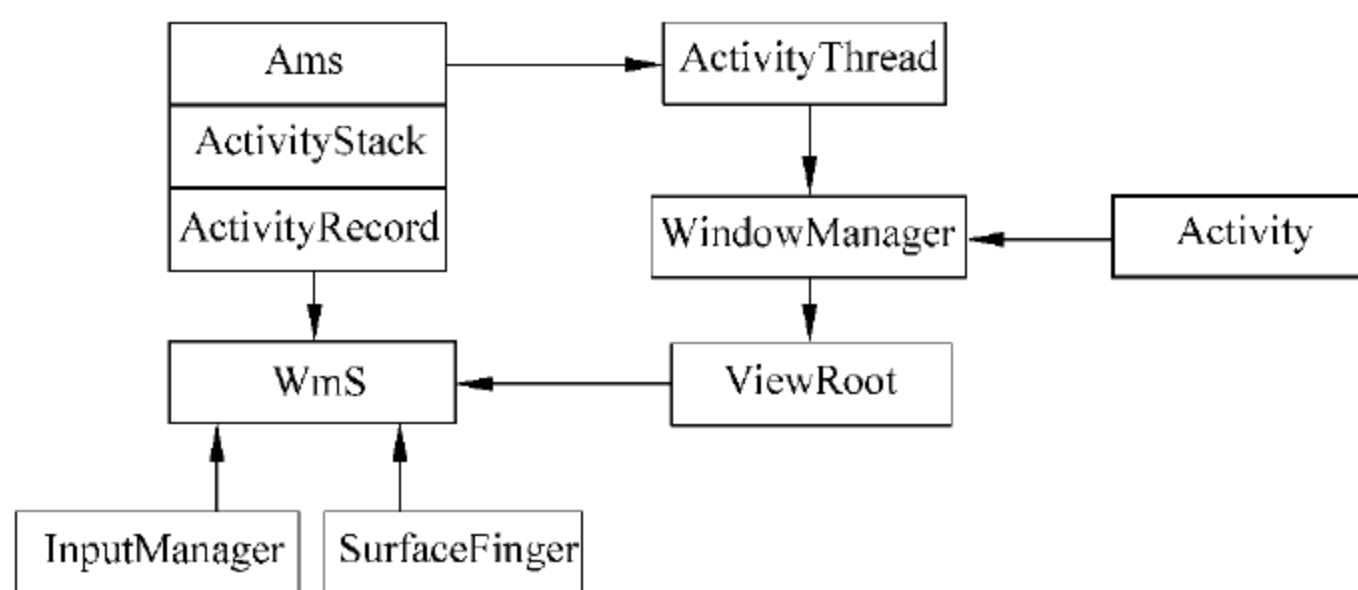 Ams
ActivityThread
ActivityStack
ActivityRecord
WindowManager
Activity
WmS
ViewRoot
InputManager
SurfaceFinger